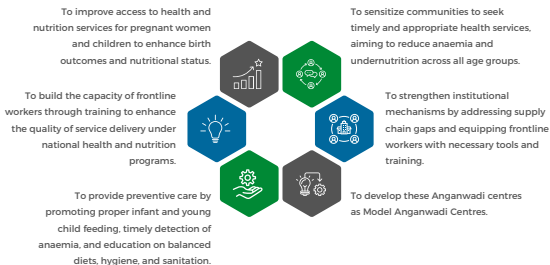 To improve access to health and
nutrition services for pregnant women
and children to enhance birth
outcomes and nutritional status.
To sensitize communities to seek
timely and appropriate health services,
aiming to reduce anaemia and
undernutrition across all age groups.
To build the capacity of frontline
workers through training to enhance
the quality of service delivery under
national health and nutrition
programs.
To strengthen institutional
mechanisms by addressing supply
chain gaps and equipping frontline
workers with necessary tools and
training.
To provide preventive care by
promoting proper infant and young
child feeding, timely detection of
anaemia, and education on balanced
diets, hygiene, and sanitation.
To develop these Anganwadi centres
as Model Anganwadi Centres.